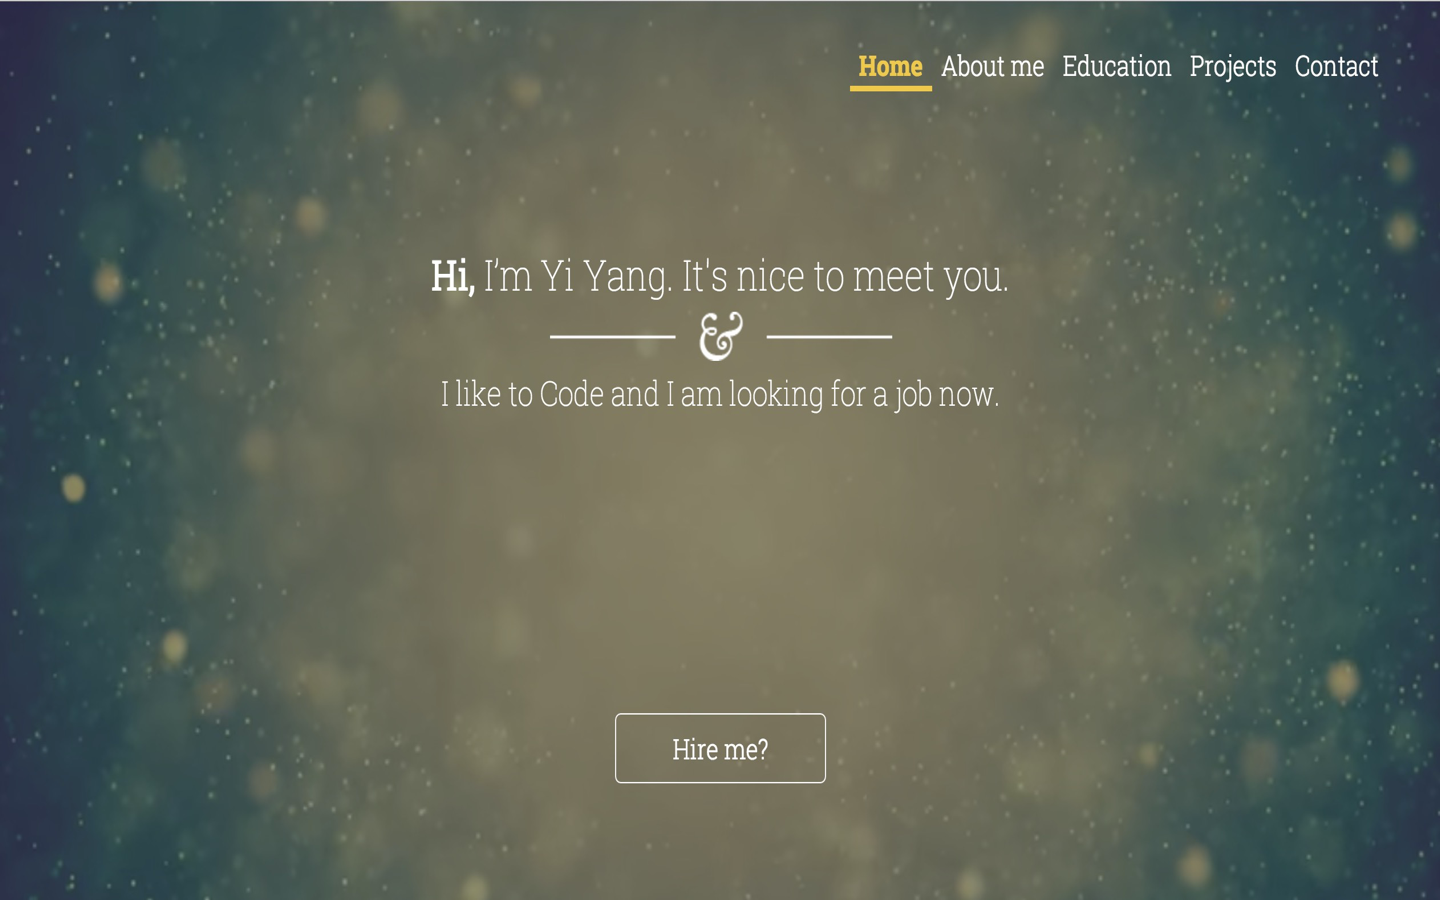 Home About me Education Projects Contact
Hi, I’m Yi Yang. It's nice to meet you.
&
I like to Code and I am looking for a job now.
Hire me?